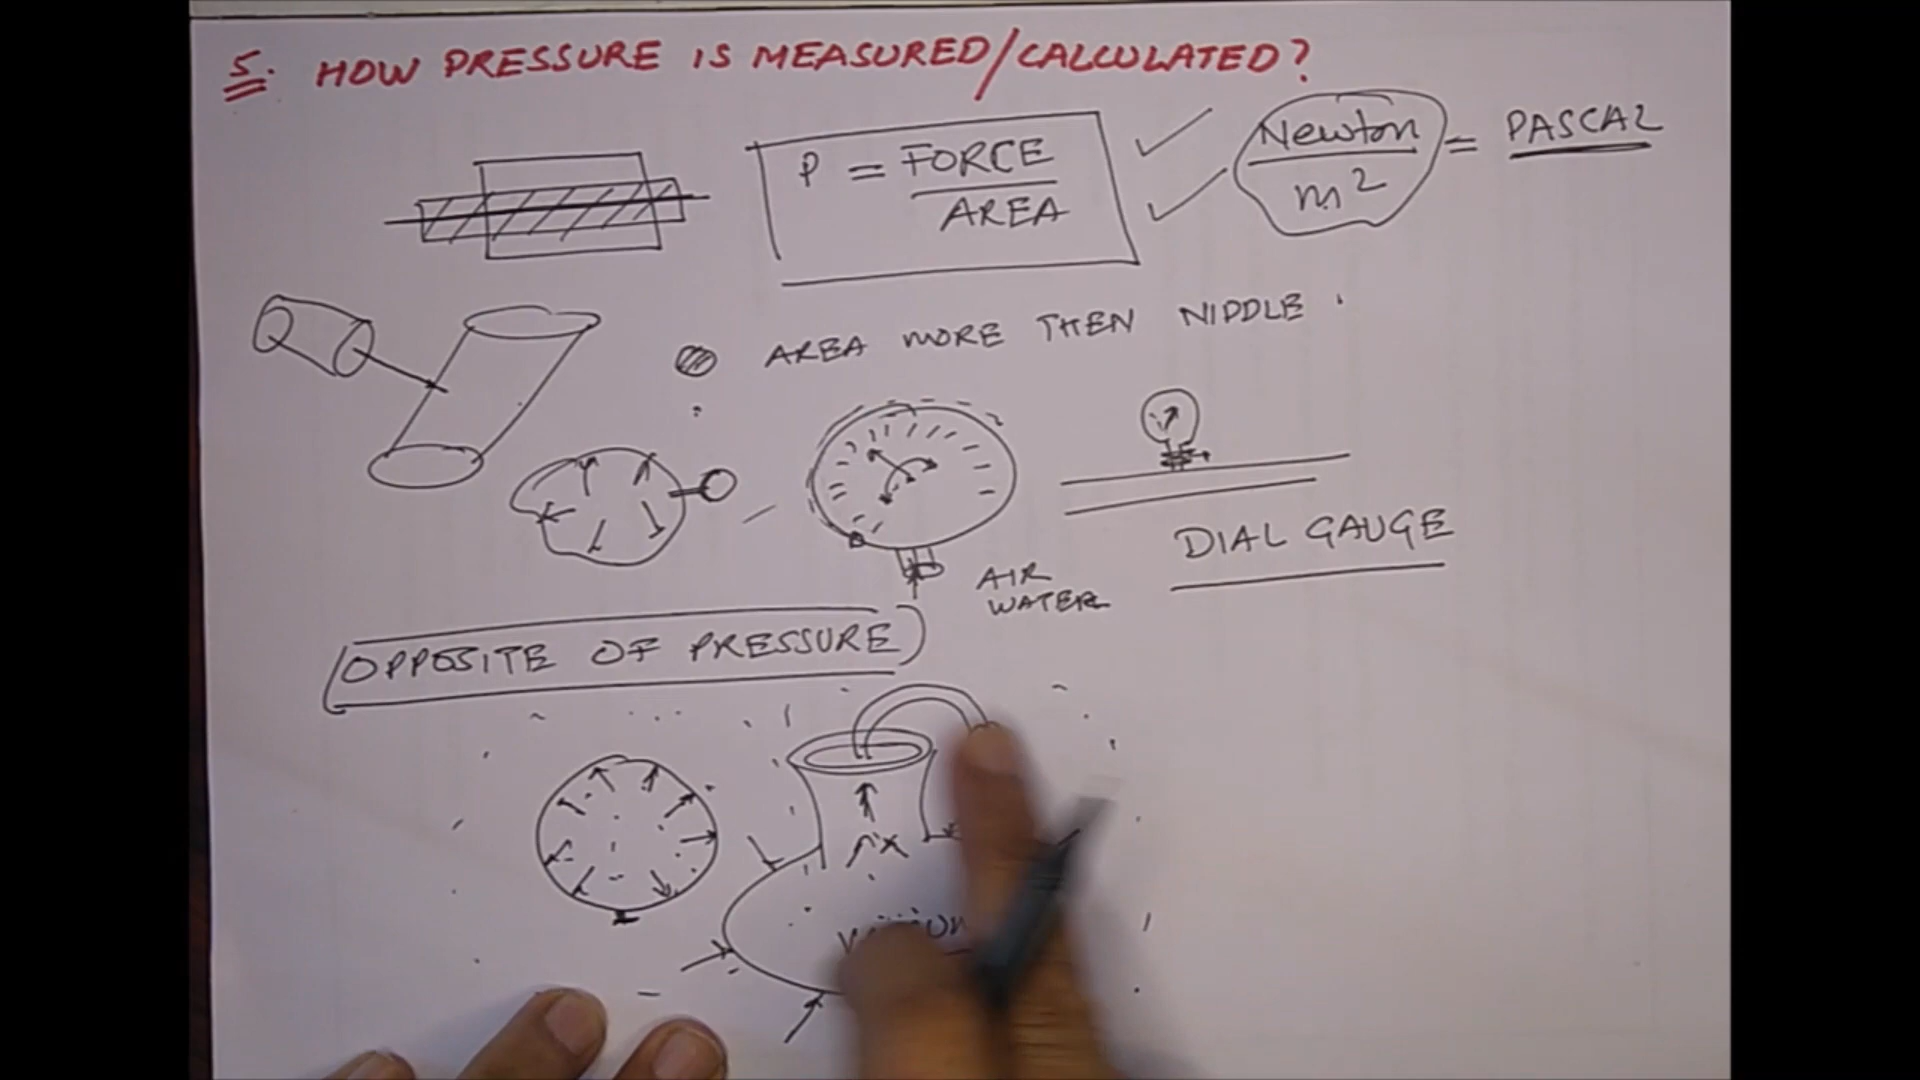 5. HOW PRESSURE IS MEASURED/CALCULATED?
P = FORCE
AREA
Newton
m²
= PASCAL
AREA MORE THEN NIDDLE .
AIR
WATER
DIAL GAUGE
OPPOSITE OF PRESSURE